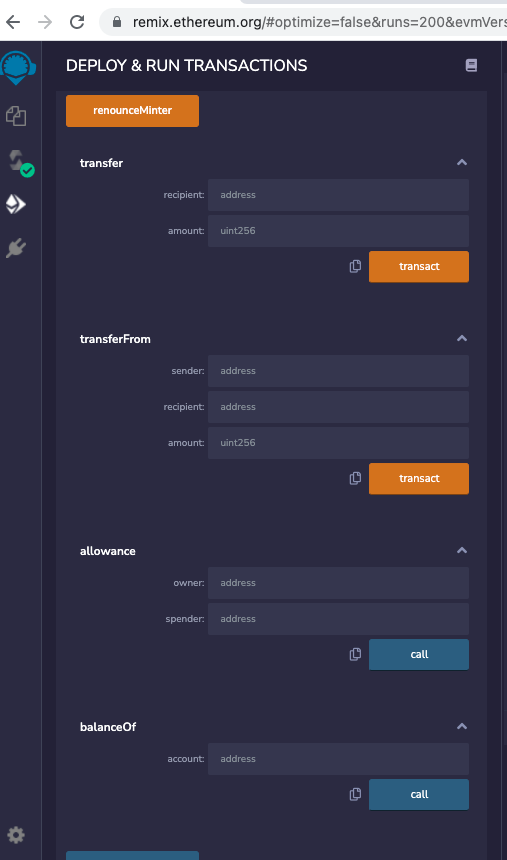 remix.ethereum.org/#optimize=false&runs=200&evmVers
DEPLOY & RUN TRANSACTIONS
renounceMinter
transfer
recipient: address
amount: uint256
transact
transferFrom
sender: address
recipient: address
amount: uint256
transact
allowance
owner: address
spender: address
call
balanceOf
account: address
call